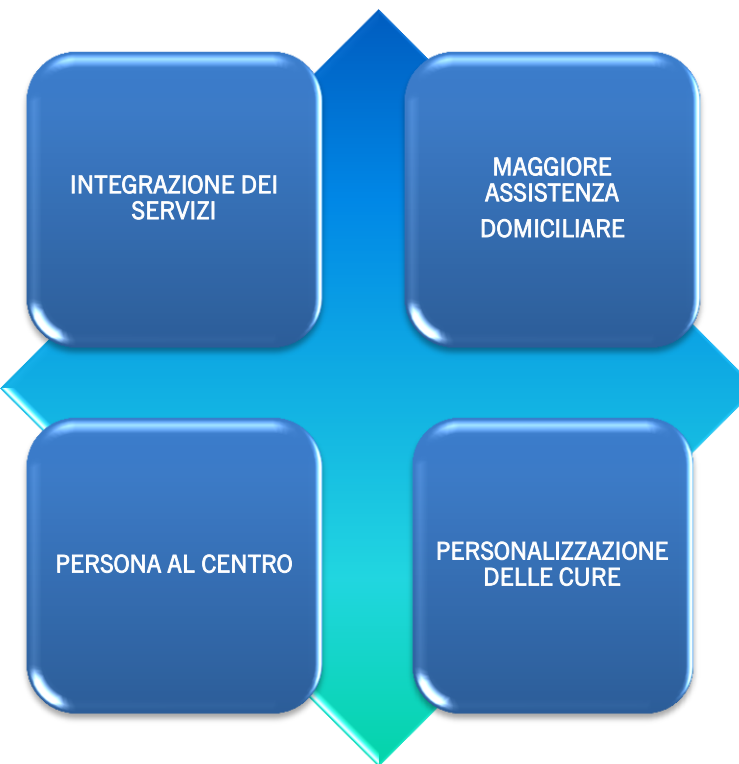 INTEGRAZIONE DEI
SERVIZI
MAGGIORE
ASSISTENZA
DOMICILIARE
PERSONA AL CENTRO
PERSONALIZZAZIONE
DELLE CURE